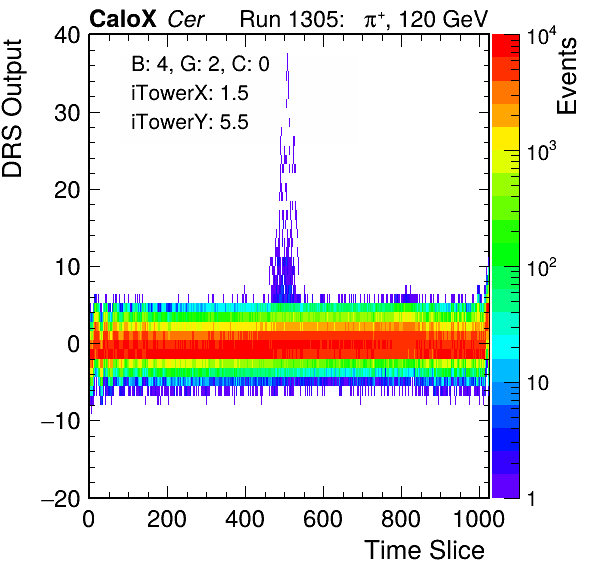 CaloX Cer Run 1305: π⁺, 120 GeV
B: 4, G: 2, C: 0
iTowerX: 1.5
iTowerY: 5.5
DRS Output
40
30
20
10
0
−10
−20
0 200 400 600 800 1000
Time Slice
10⁴
10³
10²
10
1
Events